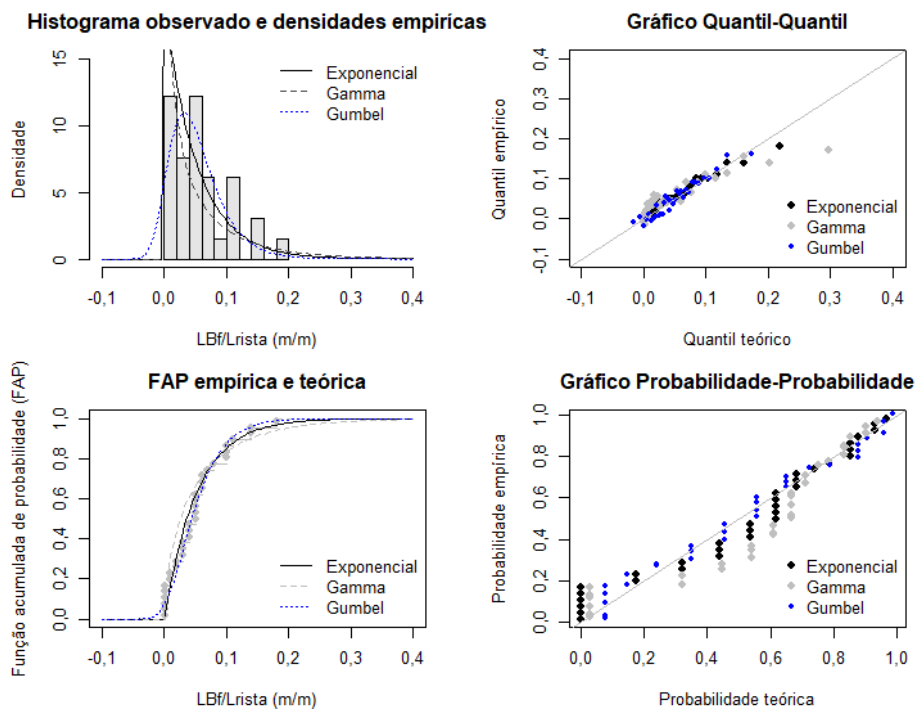 Histograma observado e densidades empirícas
Densidade
15
10
5
0
Exponencial
Gamma
Gumbel
-0,1 0,0 0,1 0,2 0,3 0,4
LBf/Lrista (m/m)
Gráfico Quantil-Quantil
Quantil empírico
0,4
0,3
0,2
0,1
0,0
-0,1
Exponencial
Gamma
Gumbel
-0,1 0,0 0,1 0,2 0,3 0,4
Quantil teórico
FAP empírica e teórica
Função acumulada de probabilidade (FAP)
1,0
0,8
0,6
0,4
0,2
0,0
Exponencial
Gamma
Gumbel
-0,1 0,0 0,1 0,2 0,3 0,4
LBf/Lrista (m/m)
Gráfico Probabilidade-Probabilidade
Probabilidade empírica
1,0
0,8
0,6
0,4
0,2
0,0
Exponencial
Gamma
Gumbel
0,0 0,2 0,4 0,6 0,8 1,0
Probabilidade teórica